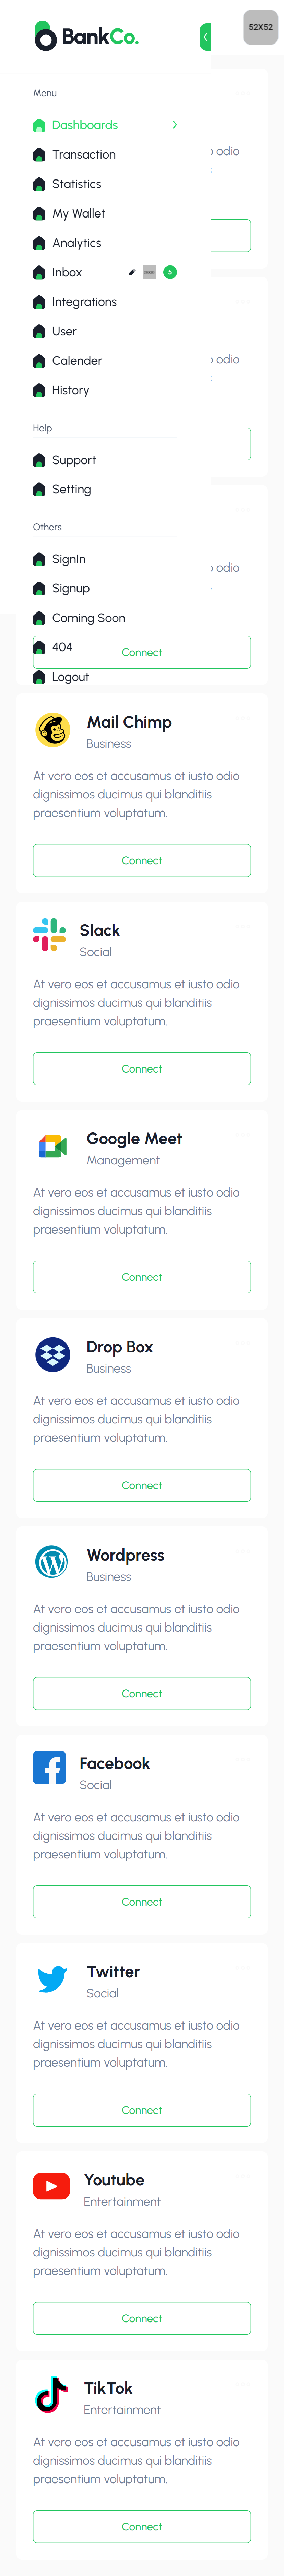 BankCo.
52X52
Menu
Dashboards
odio
Transaction
Statistics
My Wallet
Analytics
Inbox
5
Integrations
User
odio
Calender
History
Help
Support
Setting
Others
SignIn
odio
Signup
Coming Soon
404
Connect
Logout
Mail Chimp
Business
At vero eos et accusamus et iusto odio
dignissimos ducimus qui blanditiis
praesentium voluptatum.
Connect
Slack
Social
At vero eos et accusamus et iusto odio
dignissimos ducimus qui blanditiis
praesentium voluptatum.
Connect
Google Meet
Management
At vero eos et accusamus et iusto odio
dignissimos ducimus qui blanditiis
praesentium voluptatum.
Connect
Drop Box
Business
At vero eos et accusamus et iusto odio
dignissimos ducimus qui blanditiis
praesentium voluptatum.
Connect
Wordpress
Business
At vero eos et accusamus et iusto odio
dignissimos ducimus qui blanditiis
praesentium voluptatum.
Connect
Facebook
Social
At vero eos et accusamus et iusto odio
dignissimos ducimus qui blanditiis
praesentium voluptatum.
Connect
Twitter
Social
At vero eos et accusamus et iusto odio
dignissimos ducimus qui blanditiis
praesentium voluptatum.
Connect
Youtube
Entertainment
At vero eos et accusamus et iusto odio
dignissimos ducimus qui blanditiis
praesentium voluptatum.
Connect
TikTok
Entertainment
At vero eos et accusamus et iusto odio
dignissimos ducimus qui blanditiis
praesentium voluptatum.
Connect